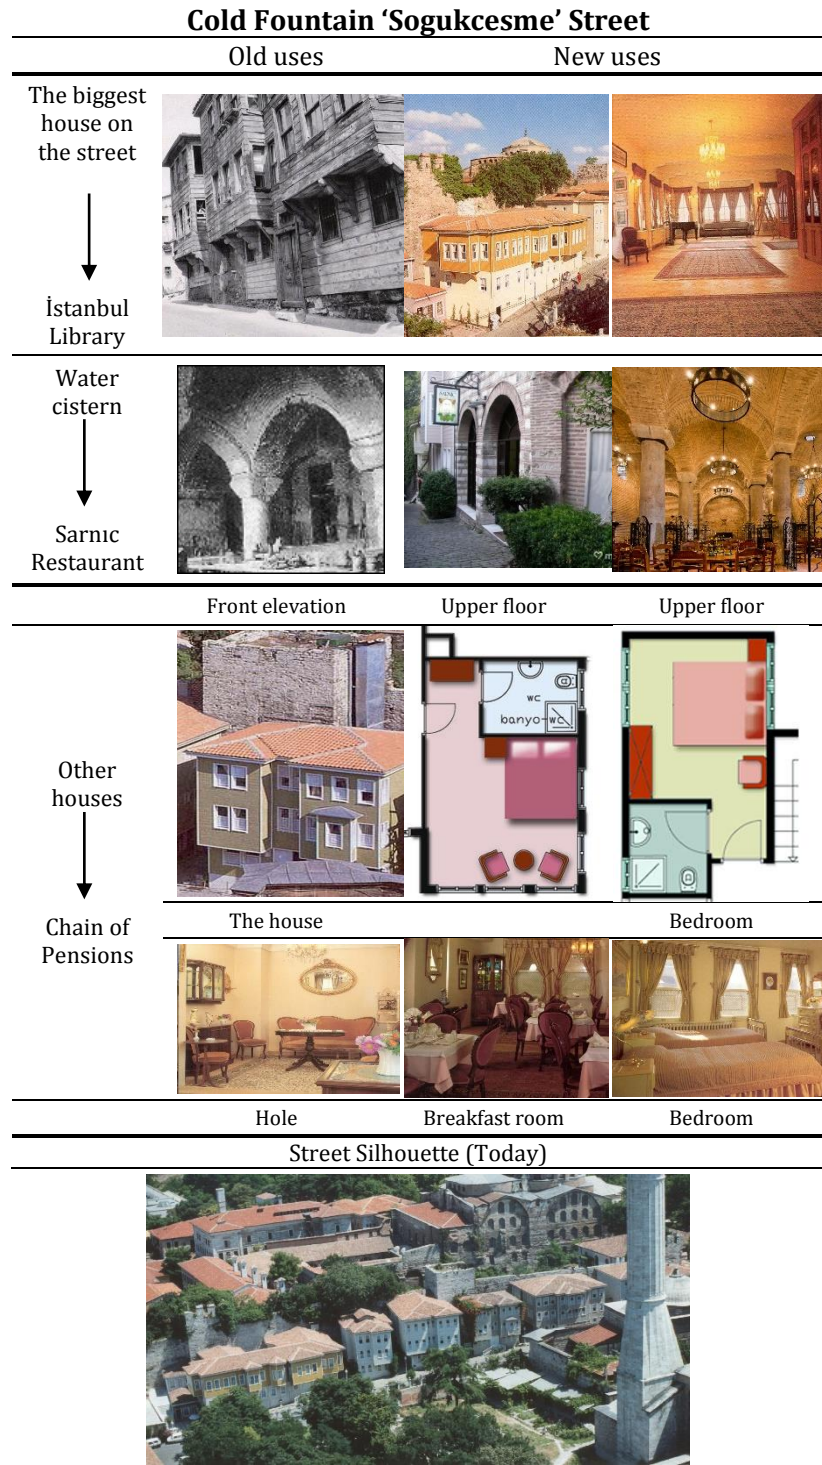 Cold Fountain ‘Sogukcesme’ Street
Old uses
New uses
The biggest
house on
the street
İstanbul
Library
Water
cistern
Sarnıc
Restaurant
Front elevation
Upper floor
Upper floor
wc
banyo-wc
Other
houses
Chain of
Pensions
The house
Bedroom
Hole
Breakfast room
Bedroom
Street Silhouette (Today)